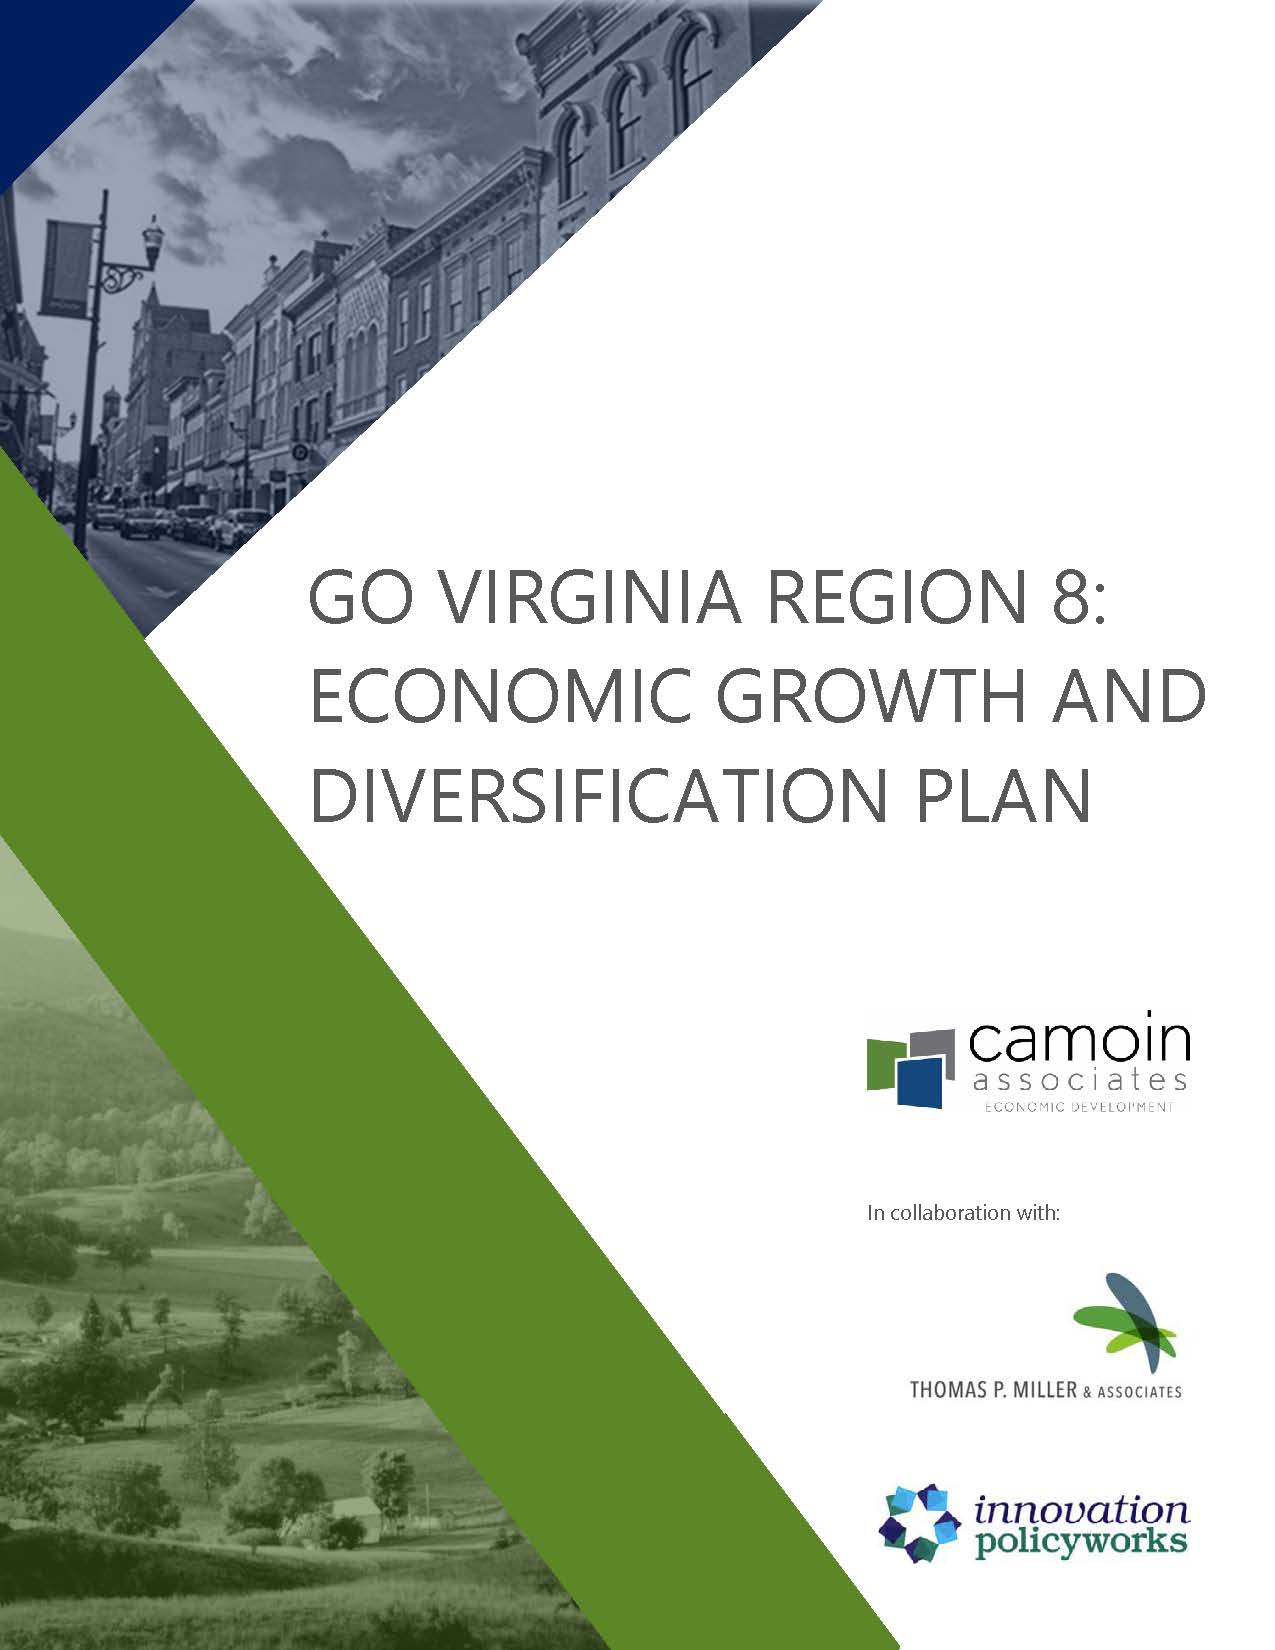 GO VIRGINIA REGION 8:
ECONOMIC GROWTH AND
DIVERSIFICATION PLAN
camoin
associates
ECONOMIC DEVELOPMENT
In collaboration with:
THOMAS P. MILLER & ASSOCIATES
innovation
policyworks